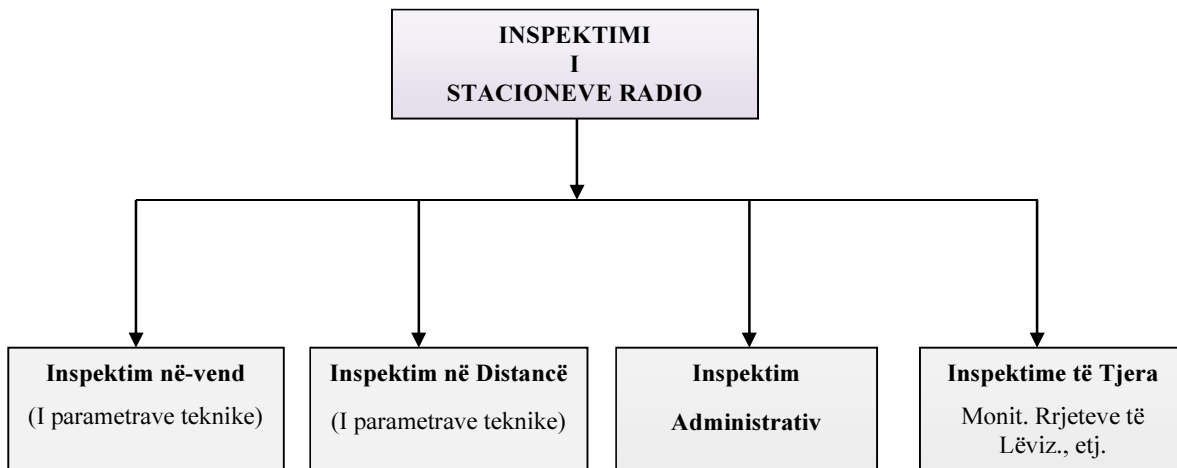 INSPEKTIMI
I
STACIONEVE RADIO
Inspektim në-vend
(I parametrave teknike)
Inspektim në Distancë
(I parametrave teknike)
Inspektim
Administrativ
Inspektime të Tjera
Monit. Rrjeteve të
Lëviz., etj.